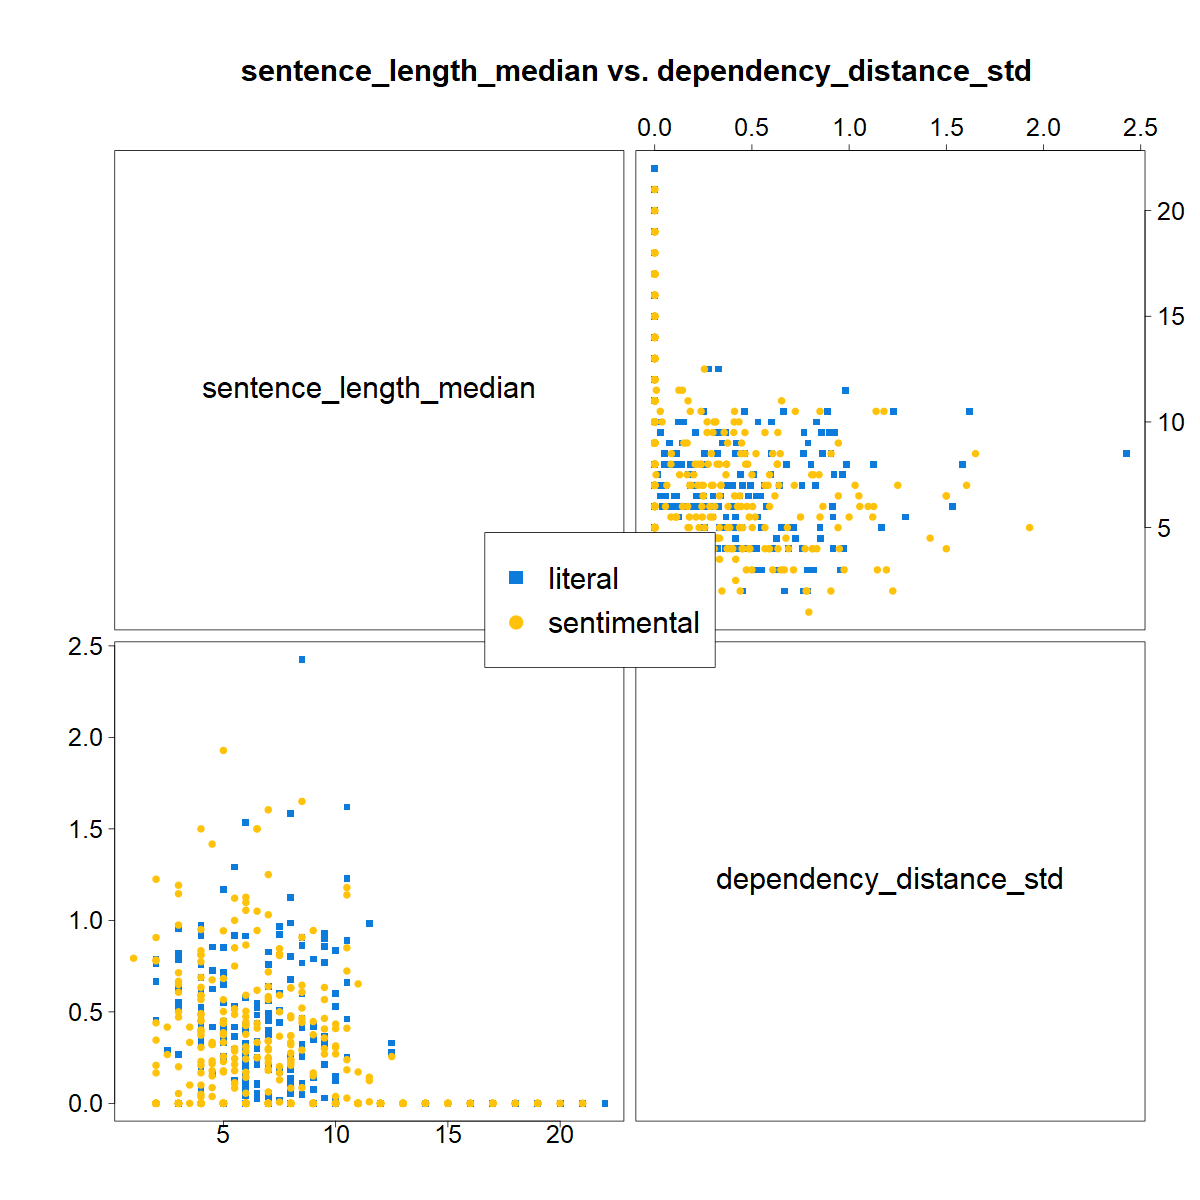 sentence_length_median vs. dependency_distance_std
0.0 0.5 1.0 1.5 2.0 2.5
sentence_length_median
20
15
10
5
literal
sentimental
2.5
2.0
1.5
1.0
0.5
0.0
dependency_distance_std
5 10 15 20